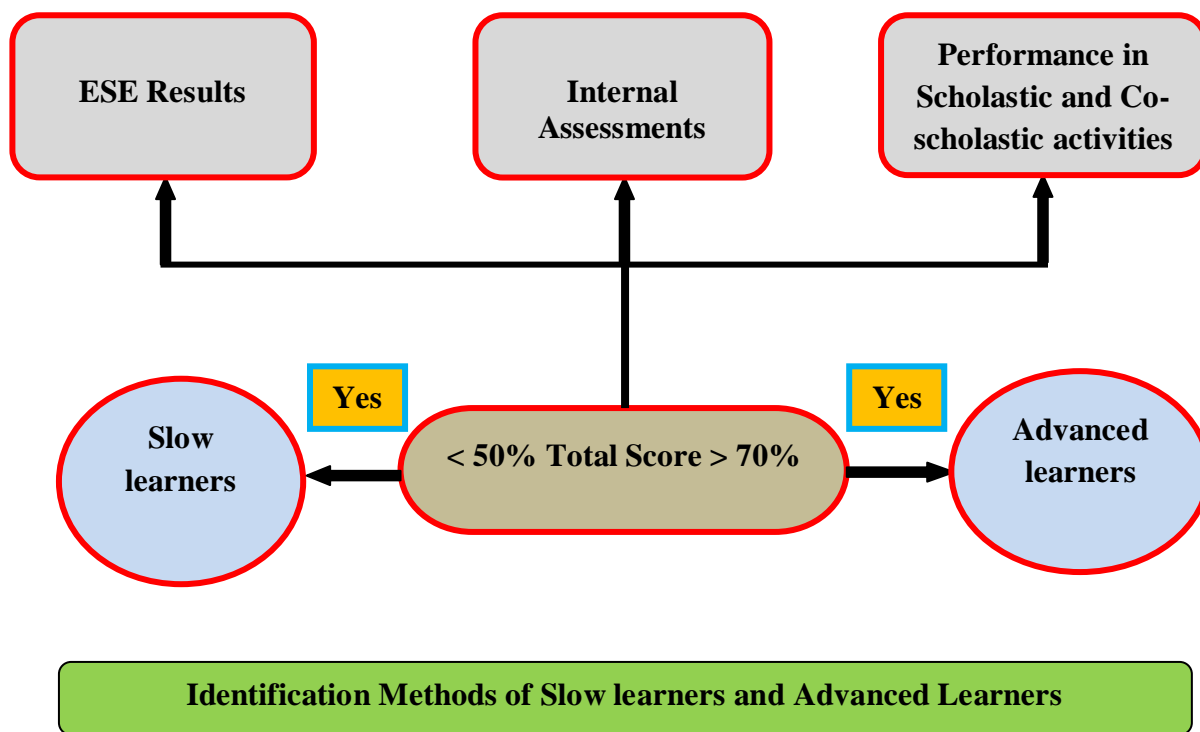 ESE Results
Internal
Assessments
Performance in
Scholastic and Co-
scholastic activities
Yes
Yes
Slow
learners
< 50% Total Score > 70%
Advanced
learners
Identification Methods of Slow learners and Advanced Learners